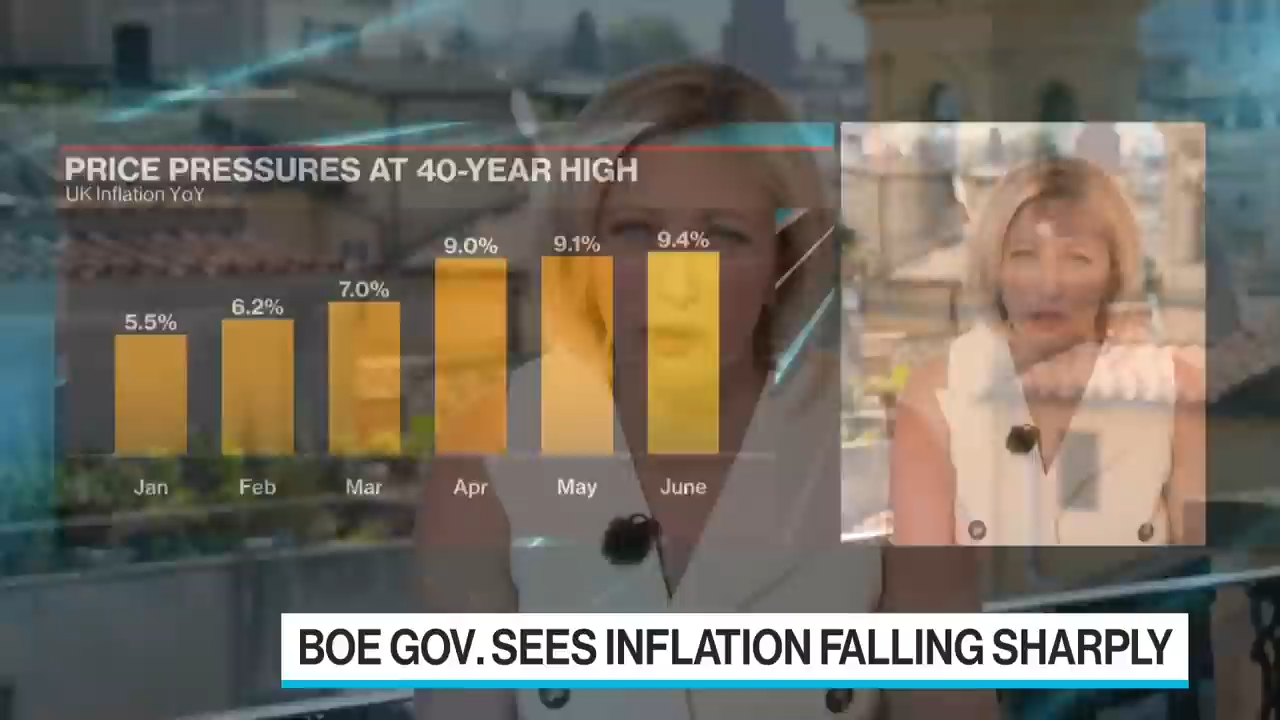 PRICE PRESSURES AT 40-YEAR HIGH
UK Inflation YoY
5.5% 6.2% 7.0% 9.0% 9.1% 9.4%
Jan Feb Mar Apr May June
BOE GOV. SEES INFLATION FALLING SHARPLY